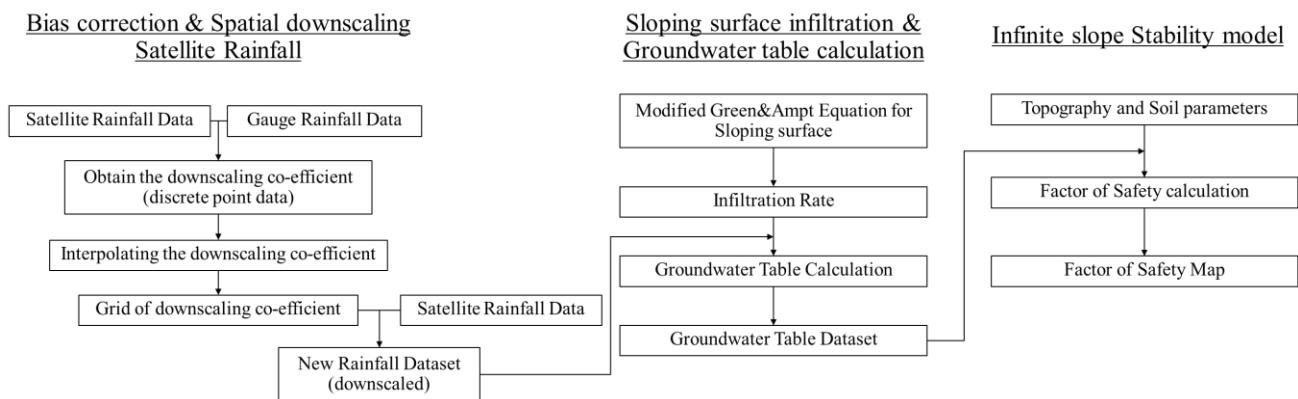 Bias correction & Spatial downscaling
Satellite Rainfall
Satellite Rainfall Data
Gauge Rainfall Data
Obtain the downscaling co-efficient
(discrete point data)
Interpolating the downscaling co-efficient
Grid of downscaling co-efficient
Satellite Rainfall Data
New Rainfall Dataset
(downscaled)
Sloping surface infiltration &
Groundwater table calculation
Modified Green&Ampt Equation for
Sloping surface
Infiltration Rate
Groundwater Table Calculation
Groundwater Table Dataset
Infinite slope Stability model
Topography and Soil parameters
Factor of Safety calculation
Factor of Safety Map